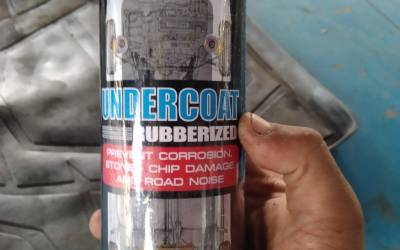 UNDERCOAT
RUBBERIZED
PREVENT CORROSION,
STONE CHIP DAMAGE
AND ROAD NOISE